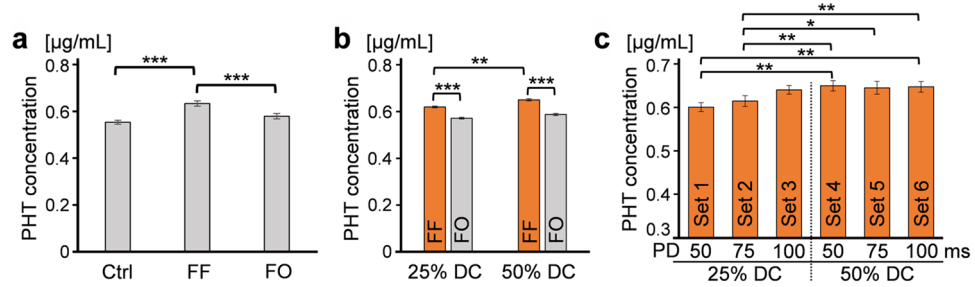 a [µg/mL]
PHT concentration
0.8
0.6
0.4
0.2
0
***
***
Ctrl FF FO
b [µg/mL]
PHT concentration
0.8
0.6
0.4
0.2
0
**
***
***
FF FO FF FO
25% DC 50% DC
c [µg/mL]
PHT concentration
0.7
0.6
0.5
0.4
0.3
**
*
**
**
**
Set 1 Set 2 Set 3 Set 4 Set 5 Set 6
PD 50 75 100 50 75 100 ms
25% DC 50% DC